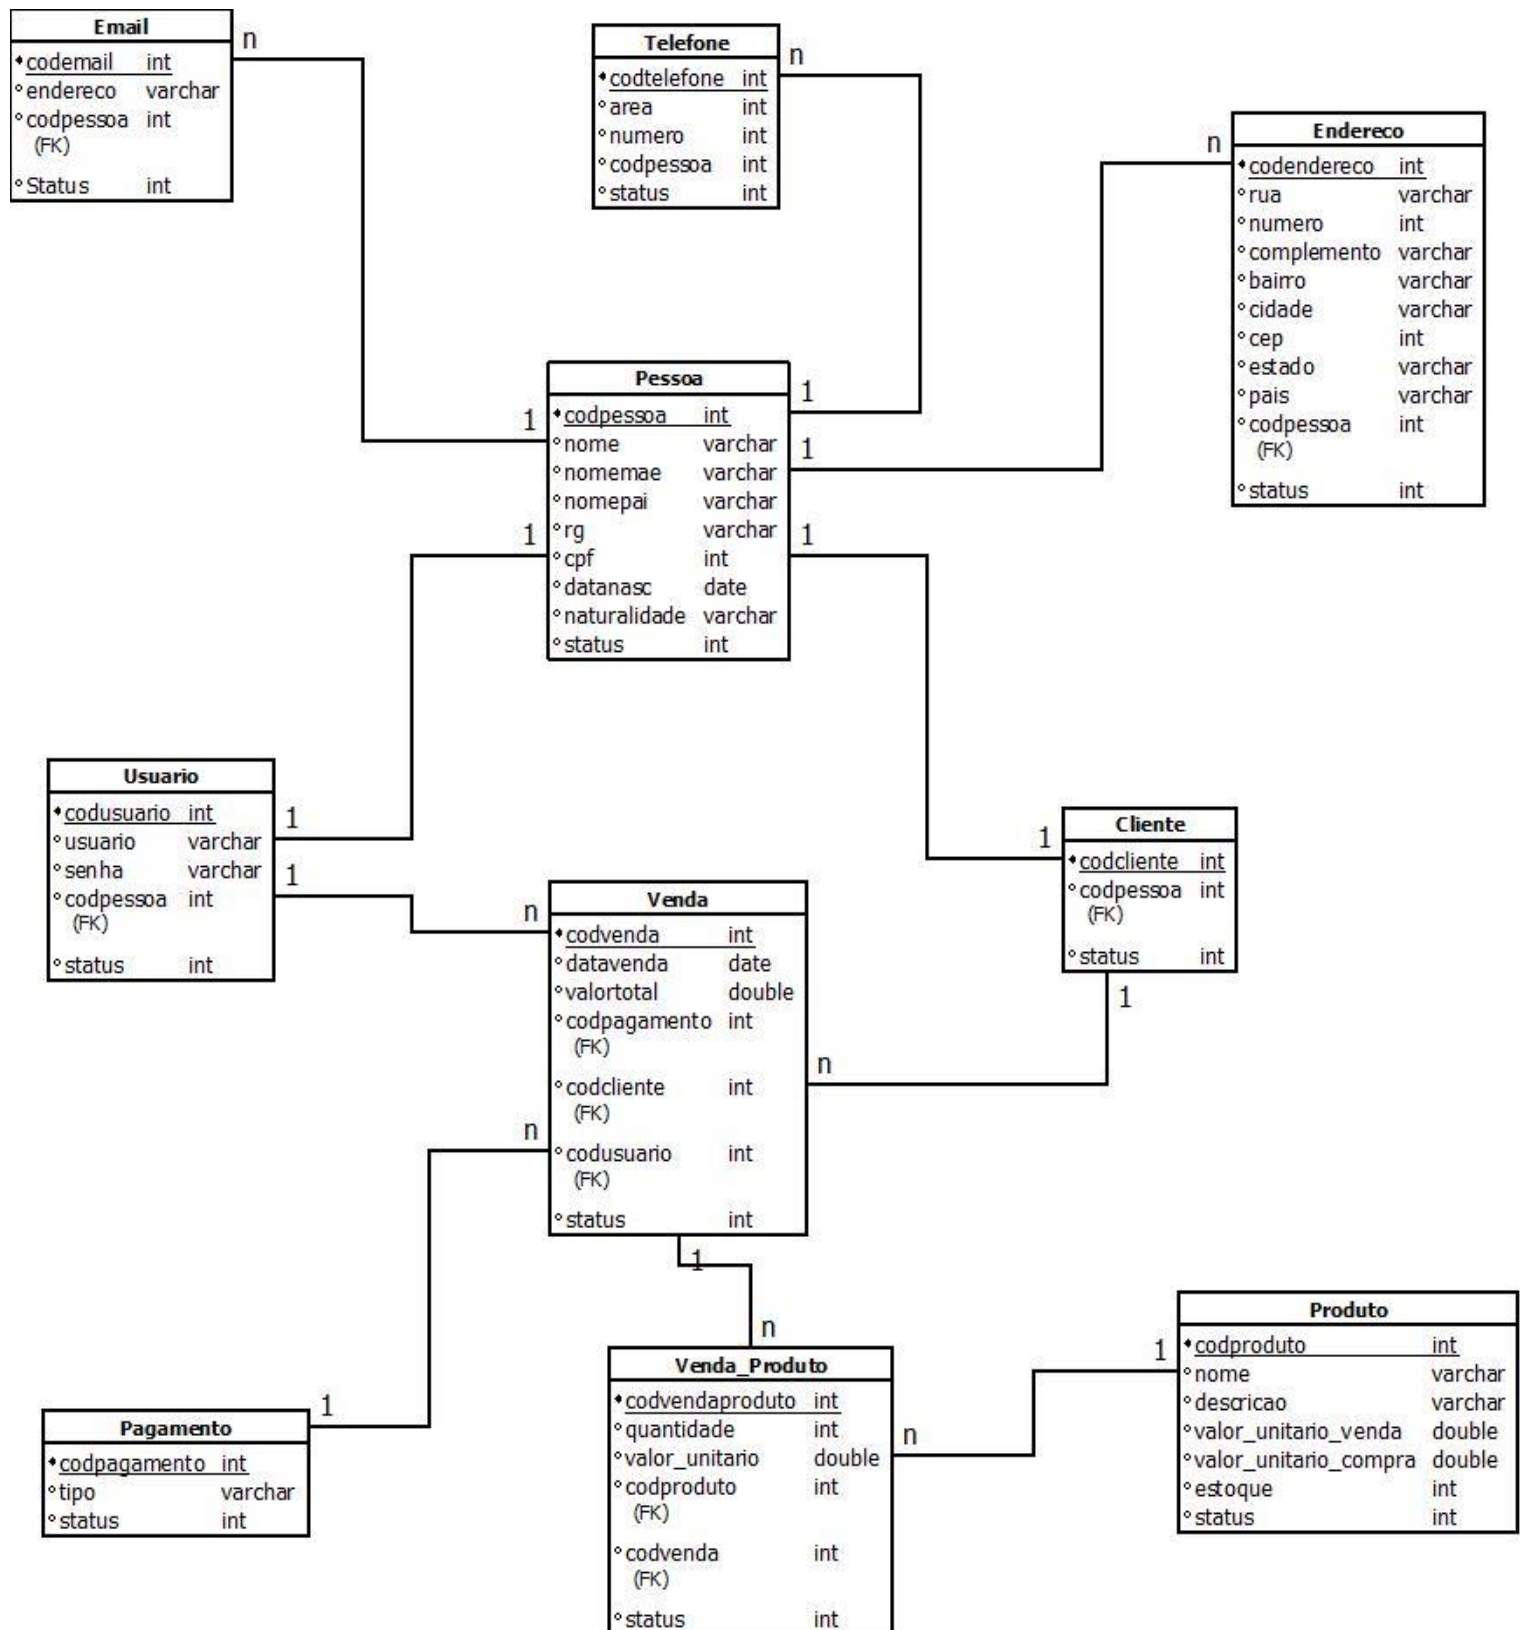 Email
codemail int
endereco varchar
codpessoa int
(FK)
Status int
n
Telefone
codtelefone int
area int
numero int
codpessoa int
status int
n
Endereco
codendereco int
rua varchar
numero int
complemento varchar
bairro varchar
cidade varchar
cep int
estado varchar
pais varchar
codpessoa int
(FK)
status int
n
Pessoa
codpessoa int
nome varchar
nomemae varchar
nomepai varchar
rg varchar
cpf int
datanasc date
naturalidade varchar
status int
1
1
1
1
1
Usuario
codusuario int
usuario varchar
senha varchar
codpessoa int
(FK)
status int
1
1
Cliente
codcliente int
codpessoa int
(FK)
status int
1
1
Venda
codvenda int
datavenda date
valortotal double
codpagamento int
(FK)
codcliente int
(FK)
codusuario int
(FK)
status int
n
n
n
1
Pagamento
codpagamento int
tipo varchar
status int
1
Venda_Produto
codvendaproduto int
quantidade int
valor_unitario double
codproduto int
(FK)
codvenda int
(FK)
status int
n
n
Produto
codproduto int
nome varchar
descricao varchar
valor_unitario_venda double
valor_unitario_compra double
estoque int
status int
1